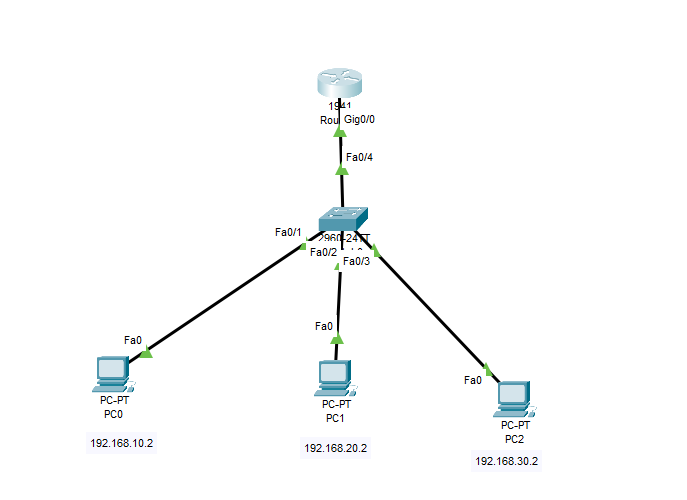 1941
Gig0/0
Fa0/4
Fa0/1
2960-24TT
Fa0/2
Fa0/3
Fa0
PC-PT
PC0
192.168.10.2
Fa0
PC-PT
PC1
192.168.20.2
Fa0
PC-PT
PC2
192.168.30.2